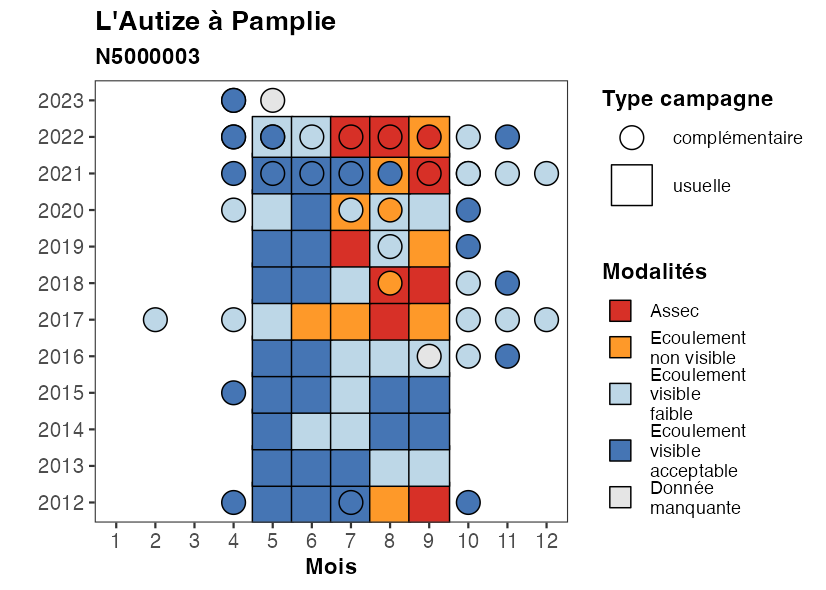 L'Autize à Pamplie
N5000003
2023
2022
2021
2020
2019
2018
2017
2016
2015
2014
2013
2012
1 2 3 4 5 6 7 8 9 10 11 12
Mois
Type campagne
complémentaire
usuelle
Modalités
Assec
Ecoulement
non visible
Ecoulement
visible
faible
Ecoulement
visible
acceptable
Donnée
manquante